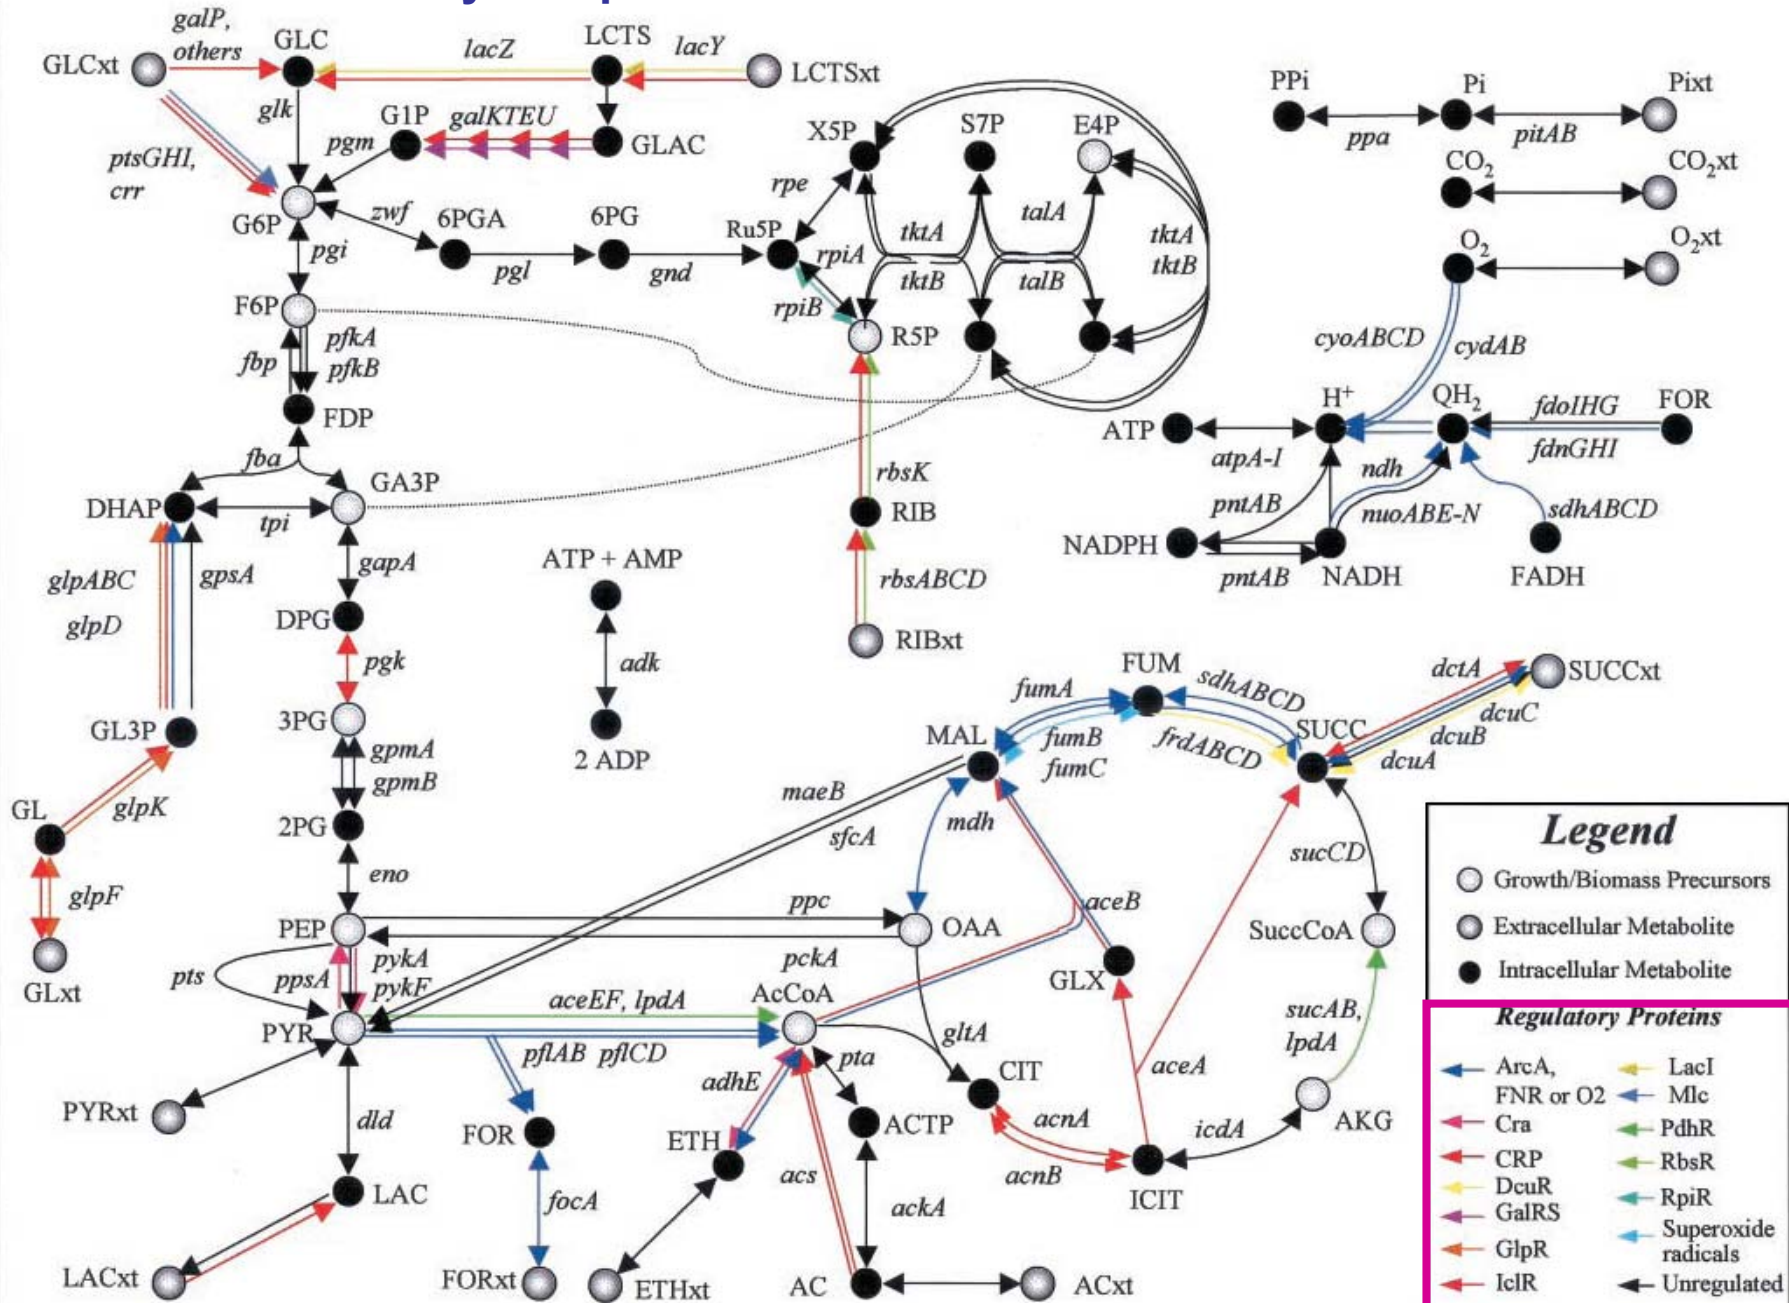 galP,
others
GLCxt
GLC
lacZ
LCTS
lacY
LCTSxt
glk
G1P
galKTEU
GLAC
pgm
ptsGHI,
crr
G6P
zwf
6PGA
6PG
pgl
gnd
pgi
Ru5P
rpe
X5P
S7P
E4P
rpiA
rpiB
tktA
tktB
talA
talB
tktA
tktB
R5P
F6P
fbp
pfkA
pfkB
FDP
fba
DHAP
tpi
GA3P
gapA
glpABC
glpD
gpsA
DPG
pgk
3PG
gpmA
gpmB
2PG
eno
GL3P
GL
glpK
glpF
GLxt
ATP + AMP
adk
2 ADP
rbsK
RIB
rbsABCD
RIBxt
PPi
ppa
Pi
pitAB
Pixt
CO2
CO2xt
O2
O2xt
cyoABCD
cydAB
ATP
atpA-I
H+
QH2
fdoIHG
fdnGHI
FOR
ndh
pntAB
nuoABE-N
sdhABCD
NADPH
pntAB
NADH
FADH
FUM
fumA
sdhABCD
MAL
fumB
fumC
frdABCD
SUCC
dctA
SUCCxt
dcuC
dcuB
dcuA
maeB
sfcA
mdh
sucCD
PEP
ppc
pckA
OAA
aceB
GLX
SuccCoA
pts
ppsA
pykA
pykF
PYR
aceEF, lpdA
AcCoA
pflAB pflCD
gltA
CIT
aceA
sucAB,
lpdA
AKG
icdA
acnA
acnB
ICIT
adhE
pta
ACTP
PYRxt
dld
LAC
LACxt
FOR
focA
FORxt
ETH
ETHxt
acs
ackA
AC
ACxt
Legend
Growth/Biomass Precursors
Extracellular Metabolite
Intracellular Metabolite
Regulatory Proteins
ArcA,
FNR or O2
Cra
CRP
DcuR
GalRS
GlpR
IclR
LacI
Mlc
PdhR
RbsR
RpiR
Superoxide
radicals
Unregulated